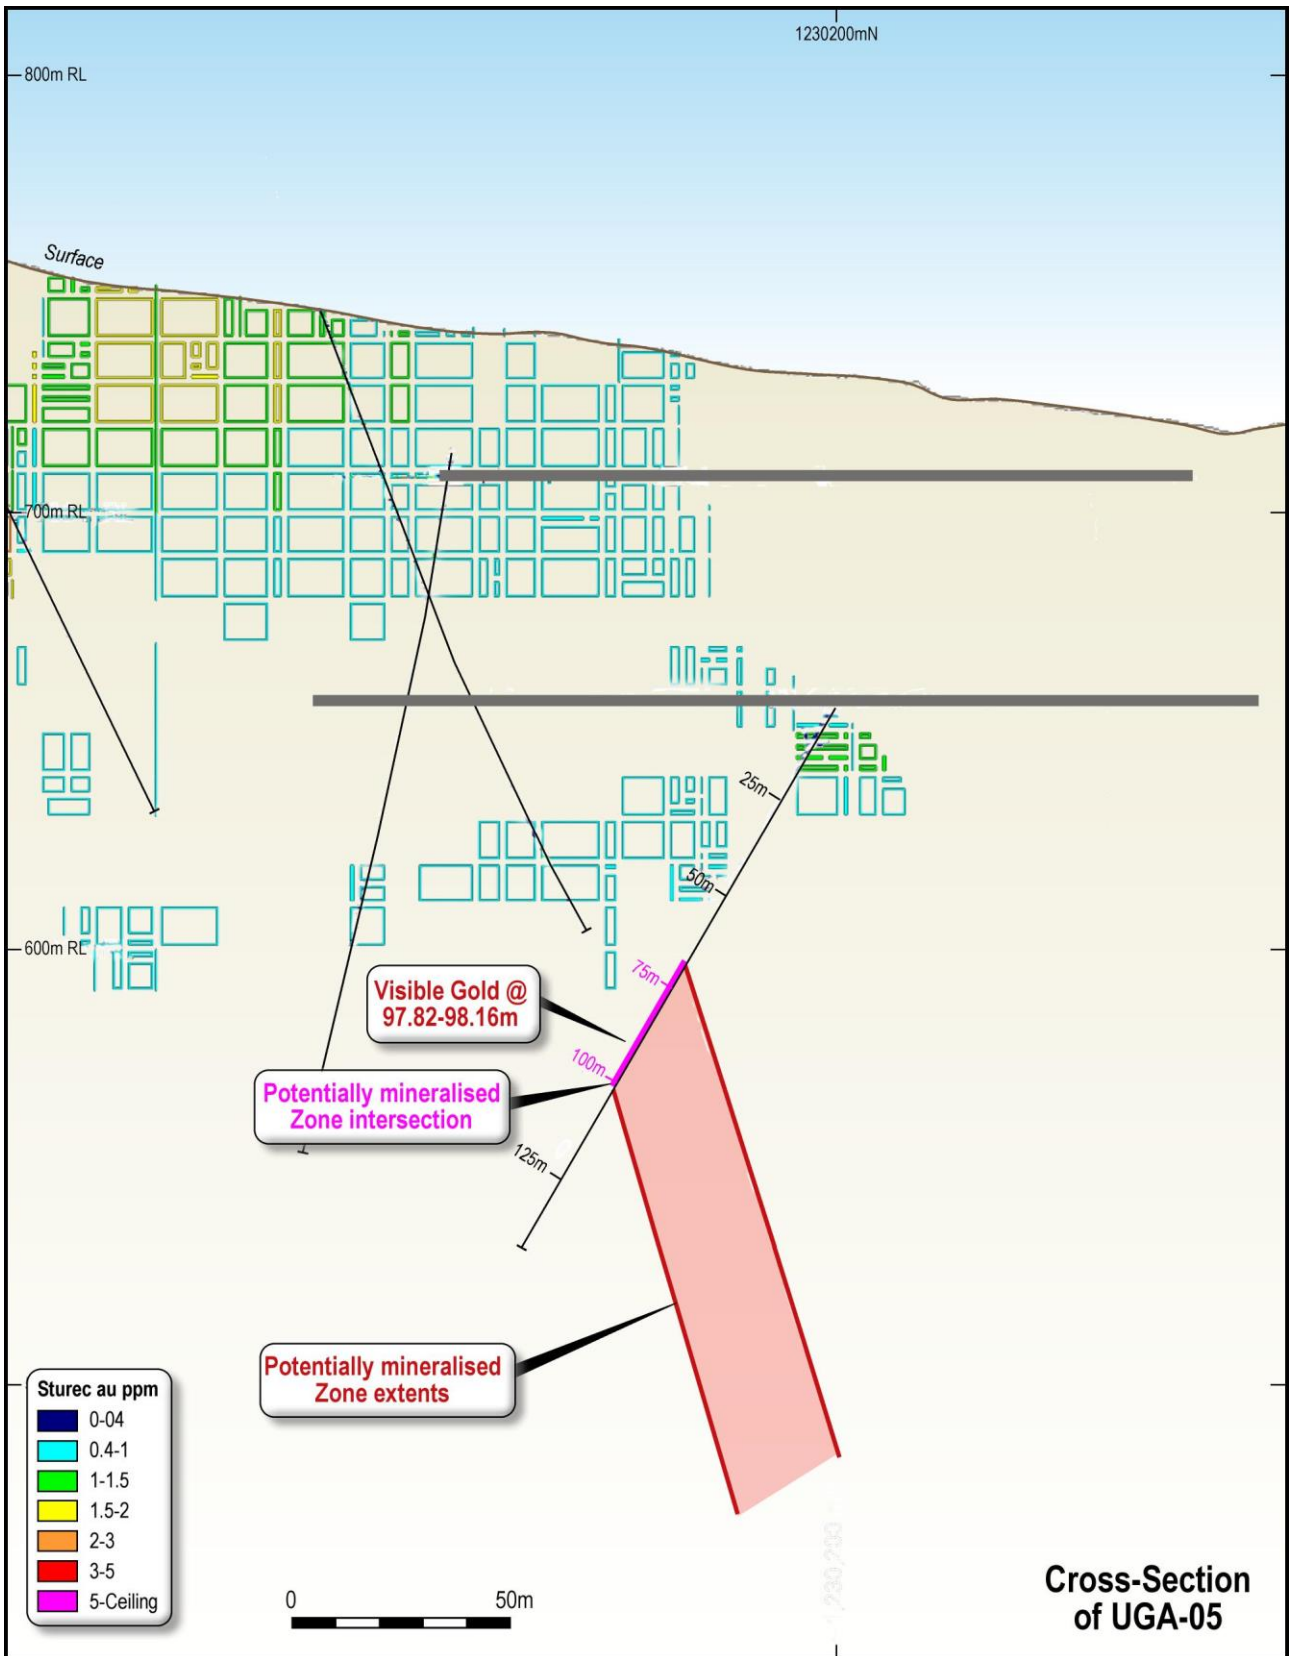 1230200mN
800m RL
Surface
700m RL
25m
50m
600m RL
75m
Visible Gold @
97.82-98.16m
100m
Potentially mineralised
Zone intersection
125m
Potentially mineralised
Zone extents
Sturec au ppm
0-04
0.4-1
1-1.5
1.5-2
2-3
3-5
5-Ceiling
0
50m
Cross-Section
of UGA-05